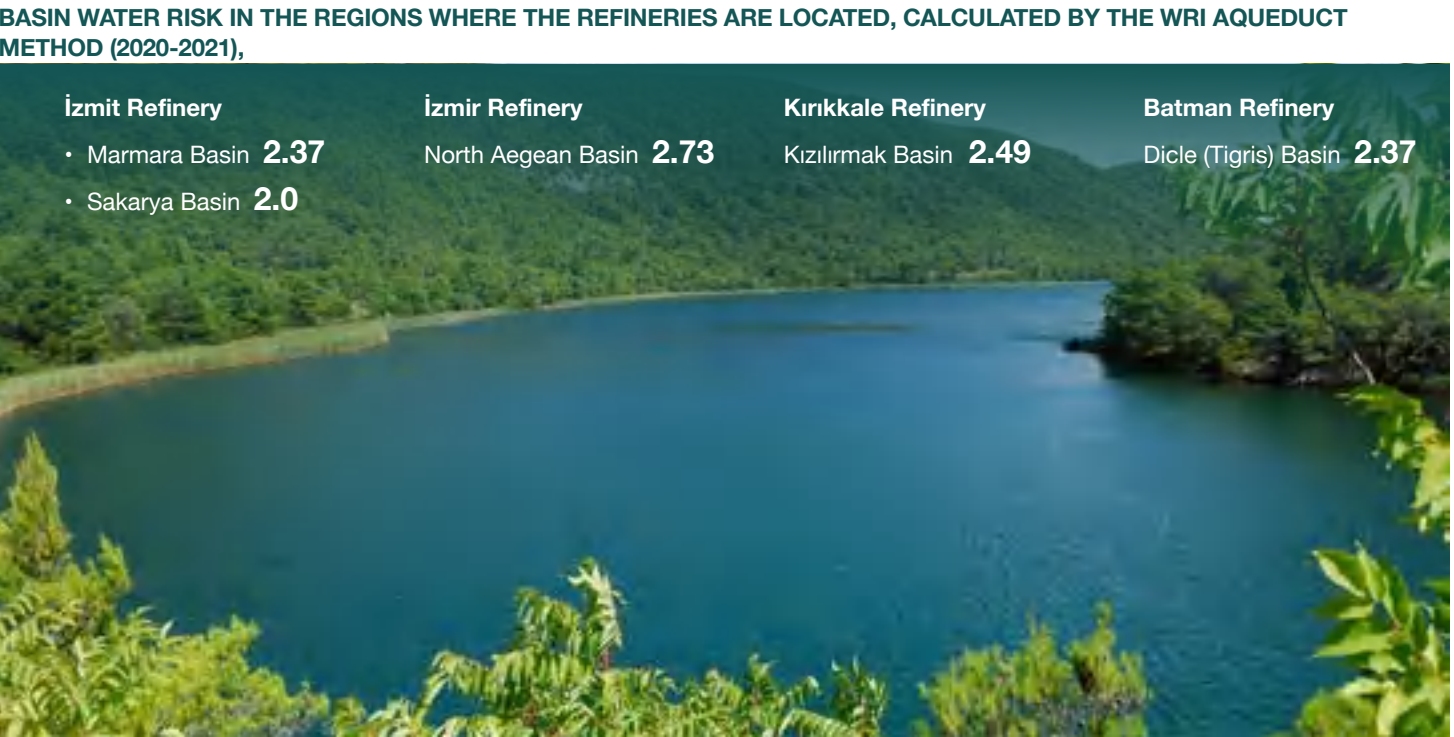 BASIN WATER RISK IN THE REGIONS WHERE THE REFINERIES ARE LOCATED, CALCULATED BY THE WRI AQUEDUCT
METHOD (2020-2021),
İzmit Refinery
• Marmara Basin 2.37
• Sakarya Basin 2.0
İzmir Refinery
North Aegean Basin 2.73
Kırıkkale Refinery
Kızılırmak Basin 2.49
Batman Refinery
Dicle (Tigris) Basin 2.37